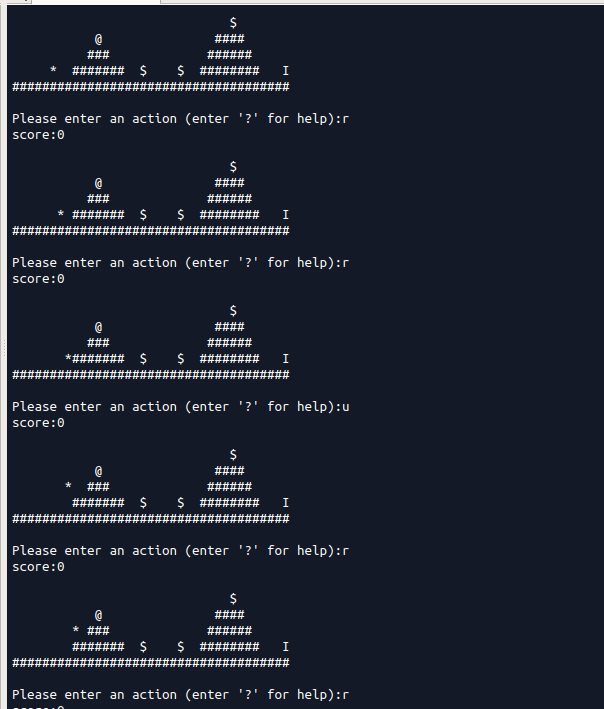 $
           @               ####
          ###             ######
     *  #######  $    $  ########   I
#####################################
Please enter an action (enter '?' for help):r
score:0
                             $
           @               ####
          ###             ######
      * #######  $    $  ########   I
#####################################
Please enter an action (enter '?' for help):r
score:0
                             $
           @               ####
          ###             ######
       *#######  $    $  ########   I
#####################################
Please enter an action (enter '?' for help):u
score:0
                             $
           @               ####
       *  ###             ######
        #######  $    $  ########   I
#####################################
Please enter an action (enter '?' for help):r
score:0
                             $
           @               ####
        * ###             ######
        #######  $    $  ########   I
#####################################
Please enter an action (enter '?' for help):r